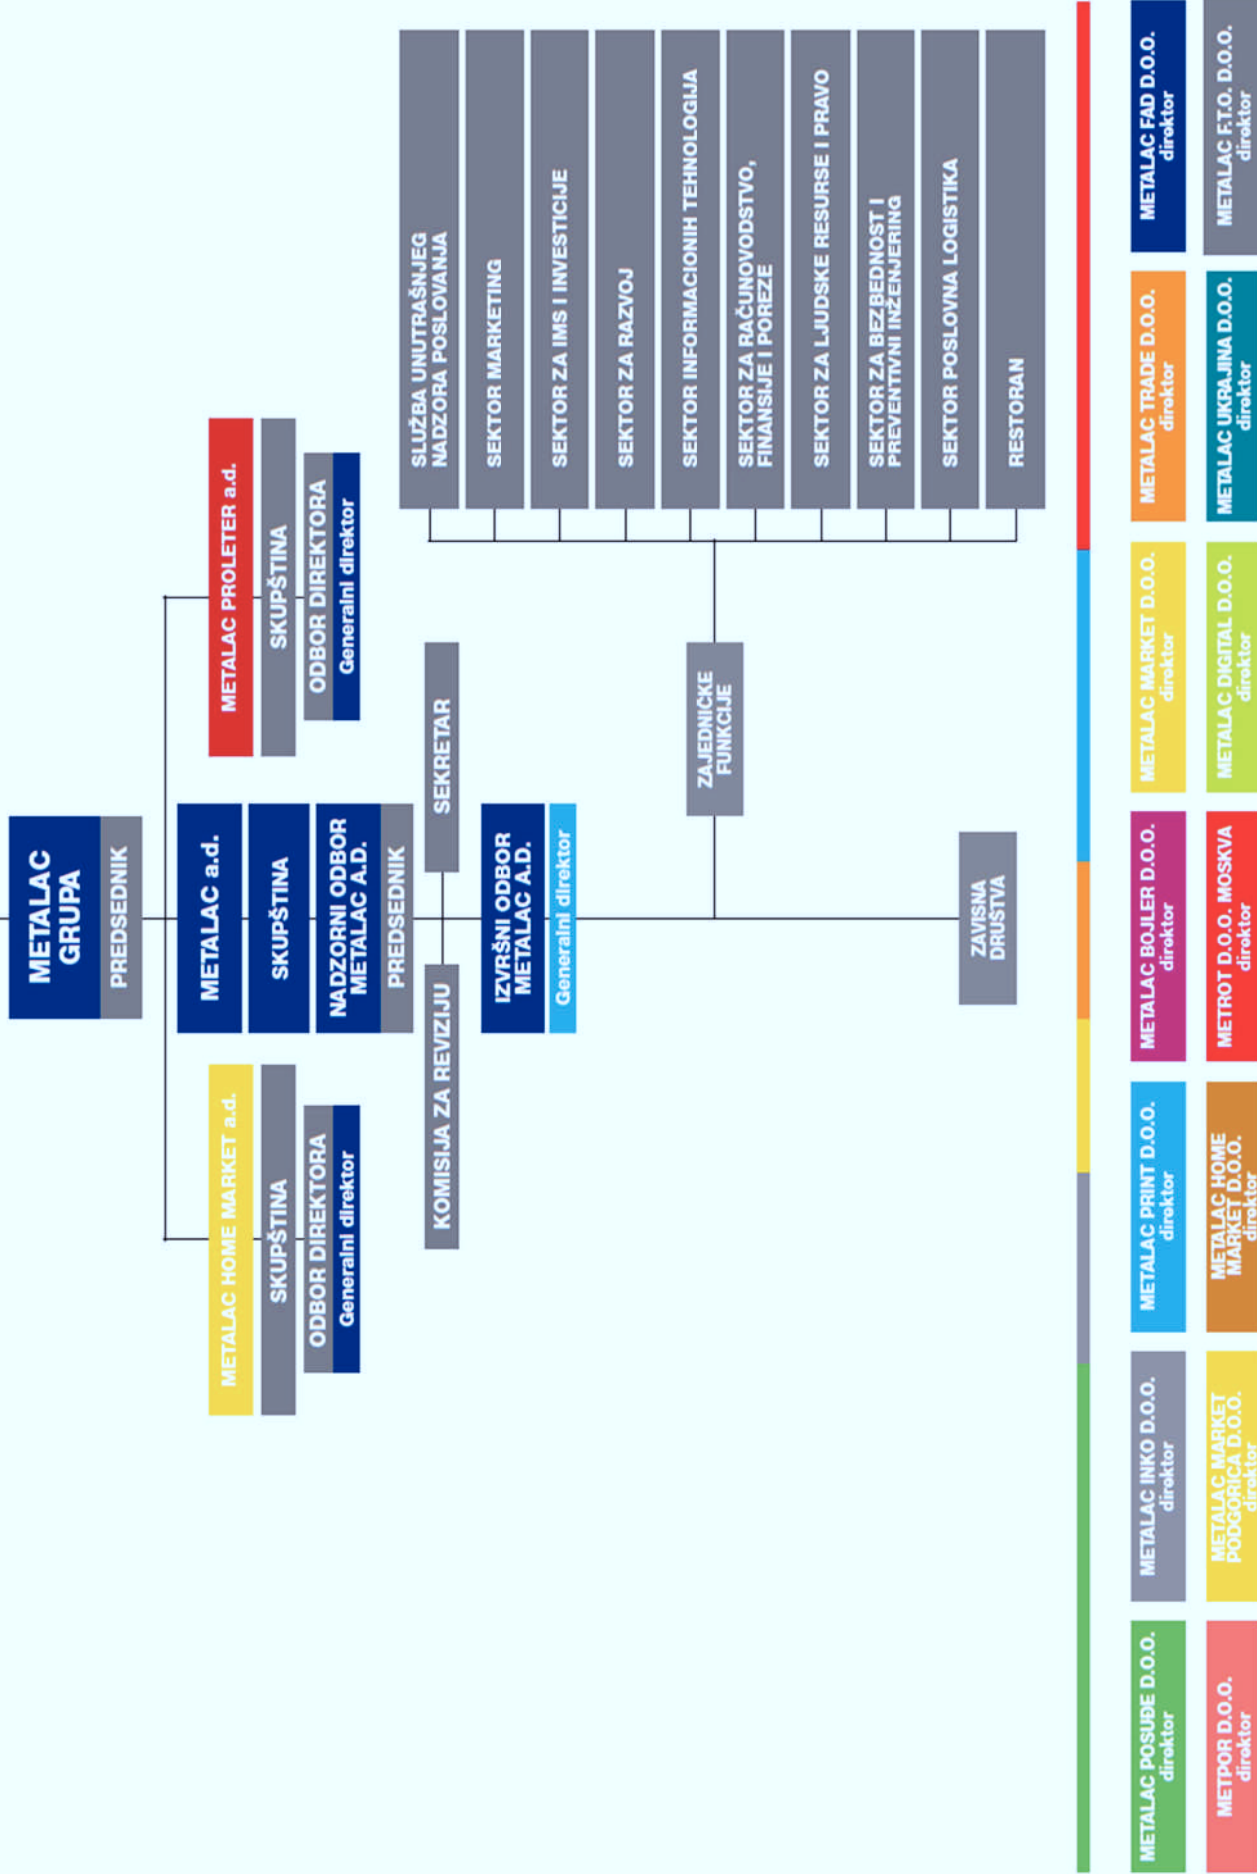 METALAC
GRUPA
PREDSEDNIK
METALAC HOME MARKET a.d.
SKUPŠTINA
ODBOR DIREKTORA
Generalni direktor
METALAC a.d.
SKUPŠTINA
NADZORNI ODBOR
METALAC A.D.
PREDSEDNIK
METALAC PROLETER a.d.
SKUPŠTINA
ODBOR DIREKTORA
Generalni direktor
KOMISIJA ZA REVIZIJU
SEKRETAR
IZVRŠNI ODBOR
METALAC A.D.
Generalni direktor
ZAJEDNIČKE
FUNKCIJE
SLUŽBA UNUTRAŠNJEG
NADZORA POSLOVANJA
SEKTOR MARKETING
SEKTOR ZA IMS I INVESTICIJE
SEKTOR ZA RAZVOJ
SEKTOR INFORMACIONIH TEHNOLOGIJA
SEKTOR ZA RAČUNOVODSTVO,
FINANSIJE I POREZE
SEKTOR ZA LJUDSKE RESURSE I PRAVO
SEKTOR ZA BEZBEDNOST I
PREVENTIVNI INŽENJERING
SEKTOR POSLOVNA LOGISTIKA
RESTORAN
ZAVISNA
DRUŠTVA
METALAC POSUĐE D.O.O.
direktor
METALAC INKO D.O.O.
direktor
METALAC PRINT D.O.O.
direktor
METALAC BOJLER D.O.O.
direktor
METALAC MARKET D.O.O.
direktor
METALAC TRADE D.O.O.
direktor
METALAC FAD D.O.O.
direktor
METPOR D.O.O.
direktor
METALAC MARKET
PODGORICA D.O.O.
direktor
METALAC HOME
MARKET D.O.O.
direktor
METROT D.O.O. MOSKVA
direktor
METALAC DIGITAL D.O.O.
direktor
METALAC UKRAJINA D.O.O.
direktor
METALAC F.T.O. D.O.O.
direktor